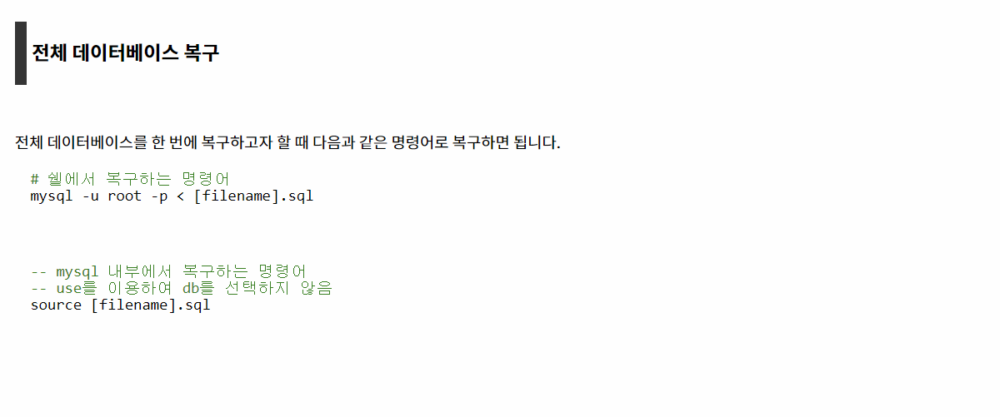 전체 데이터베이스 복구
전체 데이터베이스를 한 번에 복구하고자 할 때 다음과 같은 명령어로 복구하면 됩니다.
# 쉘에서 복구하는 명령어
mysql -u root -p < [filename].sql
-- mysql 내부에서 복구하는 명령어
-- use를 이용하여 db를 선택하지 않음
source [filename].sql